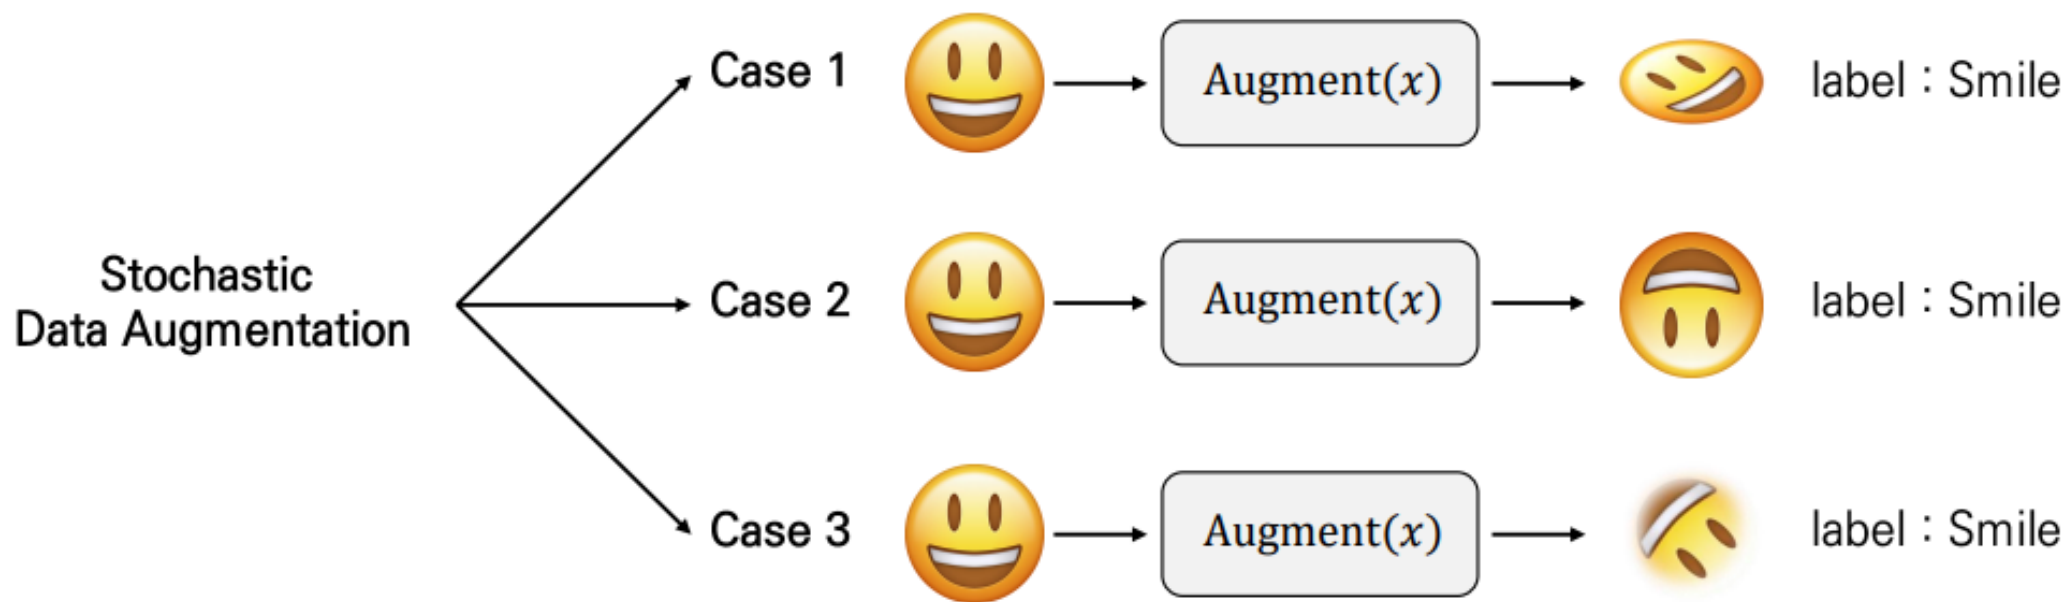 Stochastic
Data Augmentation
Case 1
Augment(x)
label : Smile
Case 2
Augment(x)
label : Smile
Case 3
Augment(x)
label : Smile